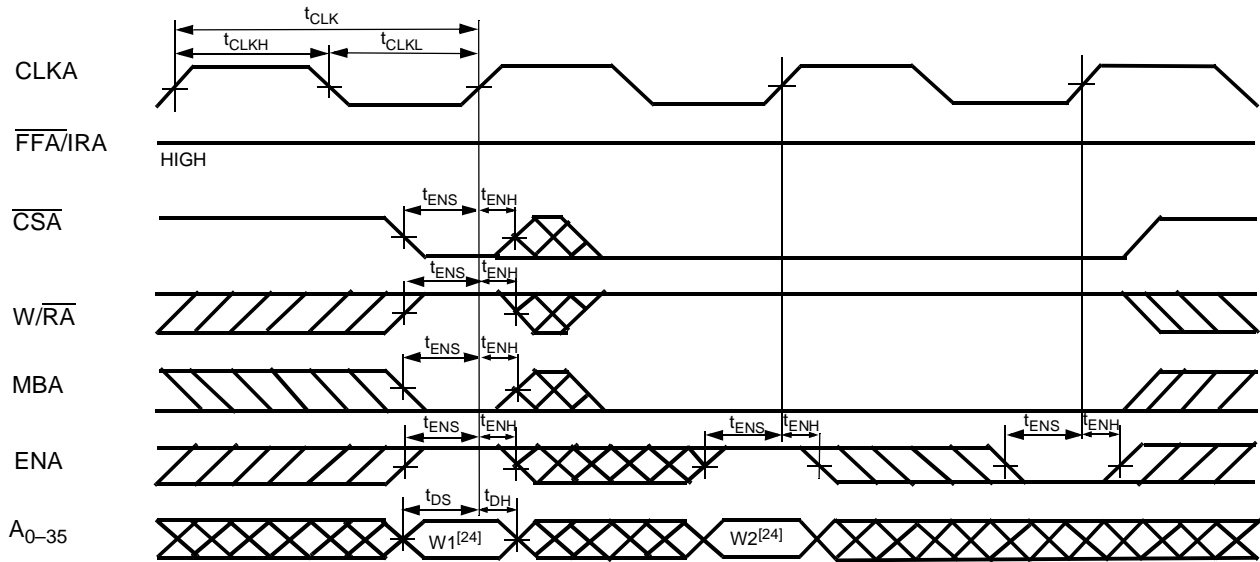 tCLK
tCLKH tCLKL
CLKA
FFA/IRA
HIGH
tENS tENH
CSA
tENS tENH
W/RA
tENS tENH
MBA
tENS tENH tENS tENH tENS tENH
ENA
tDS tDH
A0–35 W1[24] W2[24]